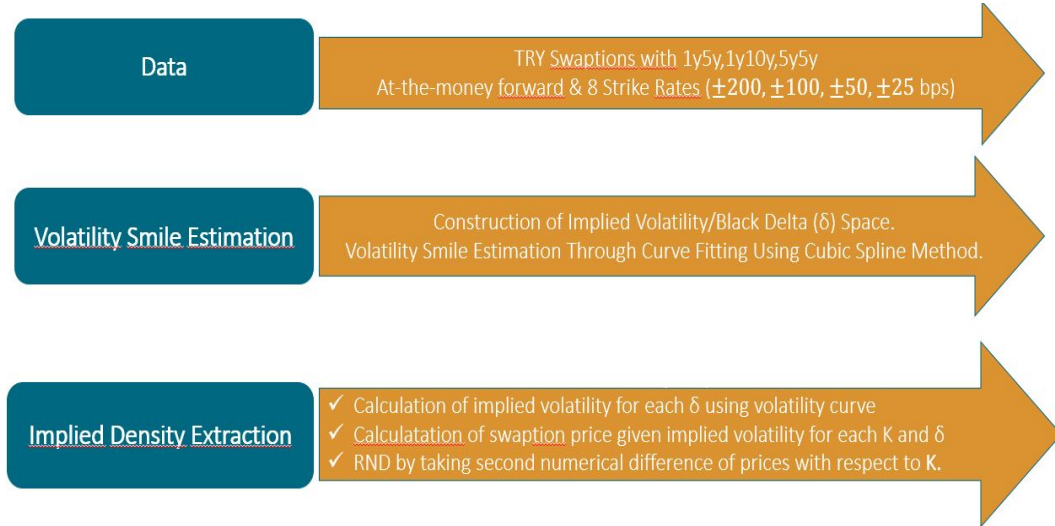 Data
TRY Swaptions with 1y5y,1y10y,5y5y
At-the-money forward & 8 Strike Rates (±200, ±100, ±50, ±25 bps)
Volatility Smile Estimation
Construction of Implied Volatility/Black Delta (δ) Space.
Volatility Smile Estimation Through Curve Fitting Using Cubic Spline Method.
Implied Density Extraction
✓ Calculation of implied volatility for each δ using volatility curve
✓ Calculatation of swaption price given implied volatility for each K and δ
✓ RND by taking second numerical difference of prices with respect to K.